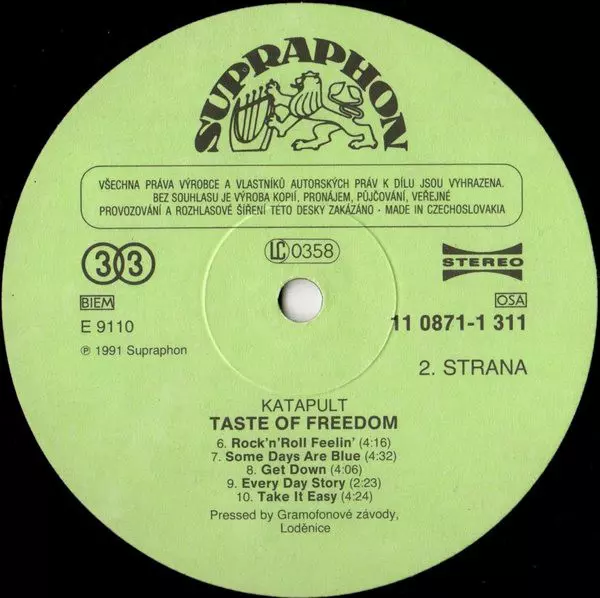 SUPRAPHON
VŠECHNA PRÁVA VÝROBCE A VLASTNÍKŮ AUTORSKÝCH PRÁV K DÍLU JSOU VYHRAZENA.
BEZ SOUHLASU JE VÝROBA KOPIÍ, PRONÁJEM, PŮJČOVÁNÍ, VEŘEJNÉ
PROVOZOVÁNÍ A ROZHLASOVÉ ŠÍŘENÍ TÉTO DESKY ZAKÁZÁNO - MADE IN CZECHOSLOVAKIA
33
LC 0358
STEREO
BIEM
OSA
E 9110
11 0871-1 311
℗ 1991 Supraphon
2. STRANA
KATAPULT
TASTE OF FREEDOM
6. Rock'n'Roll Feelin' (4:16)
7. Some Days Are Blue (4:32)
8. Get Down (4:06)
9. Every Day Story (2:23)
10. Take It Easy (4:24)
Pressed by Gramofonové závody,
Loděnice